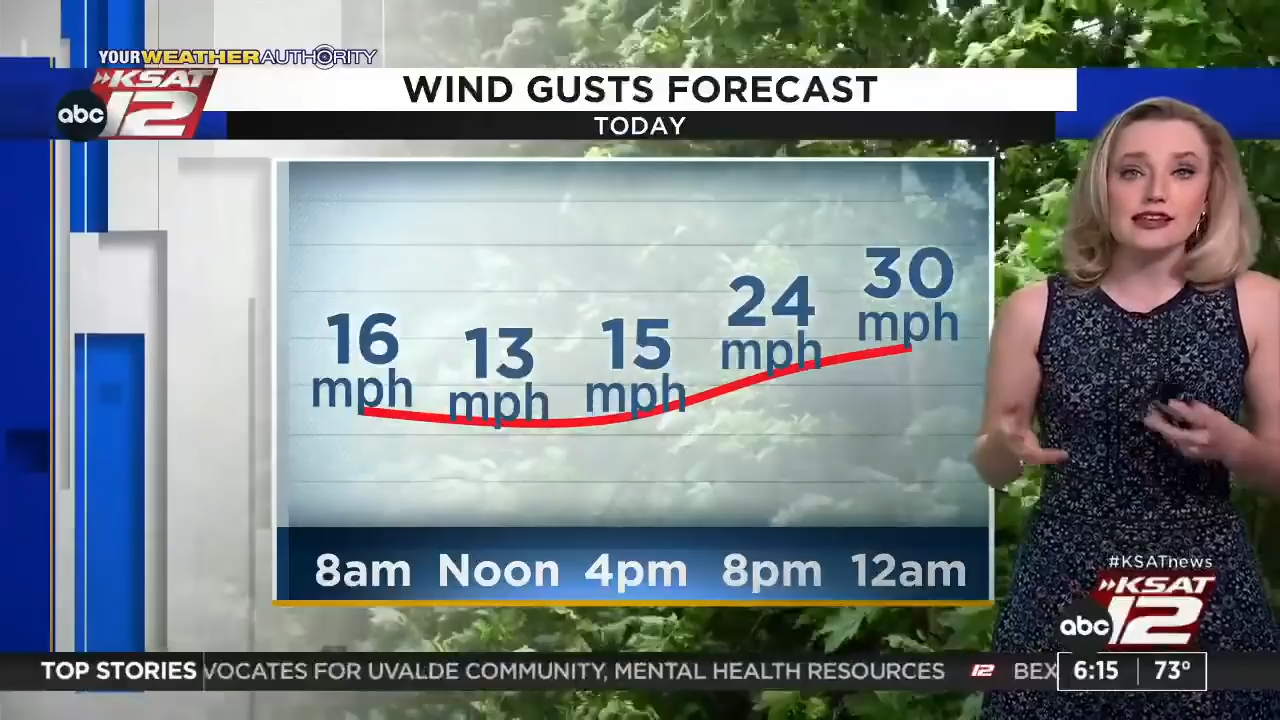 YOURWEATHERAUTHORITY
KSAT
abc 12
WIND GUSTS FORECAST
TODAY
16 mph
13 mph
15 mph
24 mph
30 mph
8am Noon 4pm 8pm 12am
#KSATnews
KSAT
abc 12
TOP STORIES VOCATES FOR UVALDE COMMUNITY, MENTAL HEALTH RESOURCES 12 BEX 6:15 73°